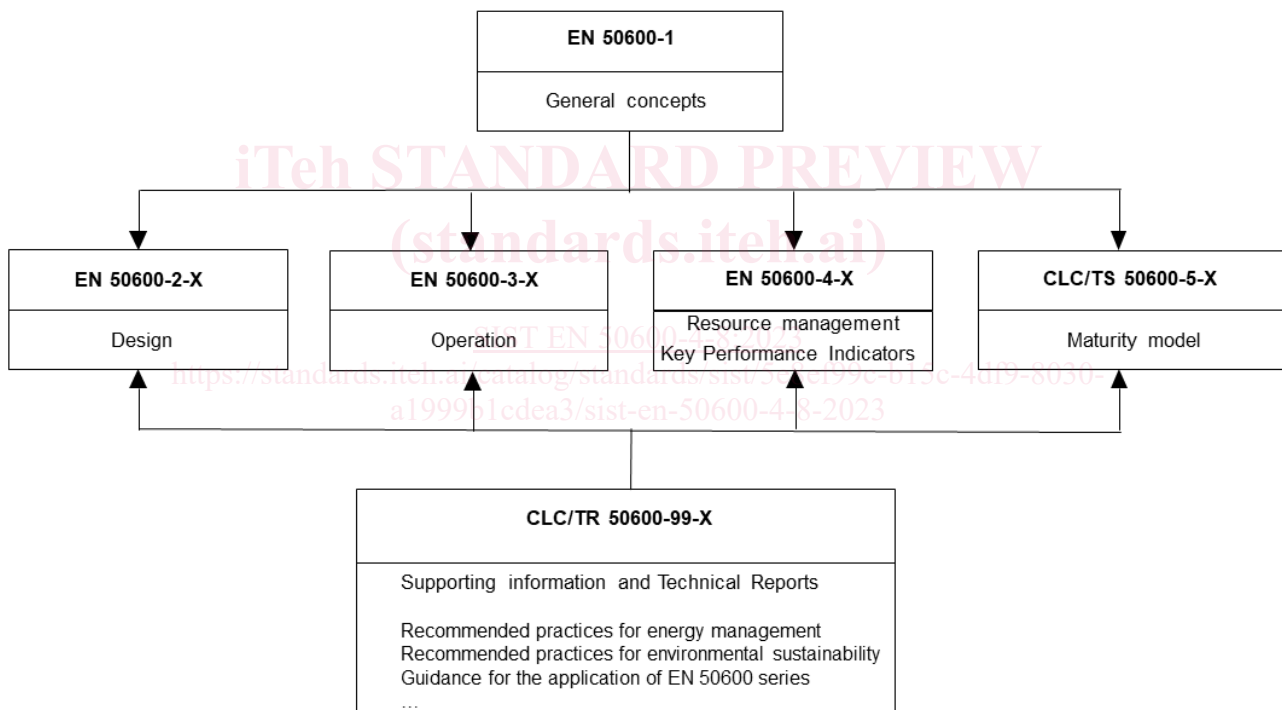 EN 50600-1
General concepts
iTeh STANDARD PREVIEW
(standards.iteh.ai)
EN 50600-2-X
EN 50600-3-X
EN 50600-4-X
CLC/TS 50600-5-X
Design
Operation
Resource management
Key Performance Indicators
Maturity model
SIST EN 50600-4-8:2023
https://standards.iteh.ai/catalog/standards/sist/5c8ef99c-b15c-4df9-8030-
a1999b1cdea3/sist-en-50600-4-8-2023
CLC/TR 50600-99-X
Supporting information and Technical Reports
Recommended practices for energy management
Recommended practices for environmental sustainability
Guidance for the application of EN 50600 series
...